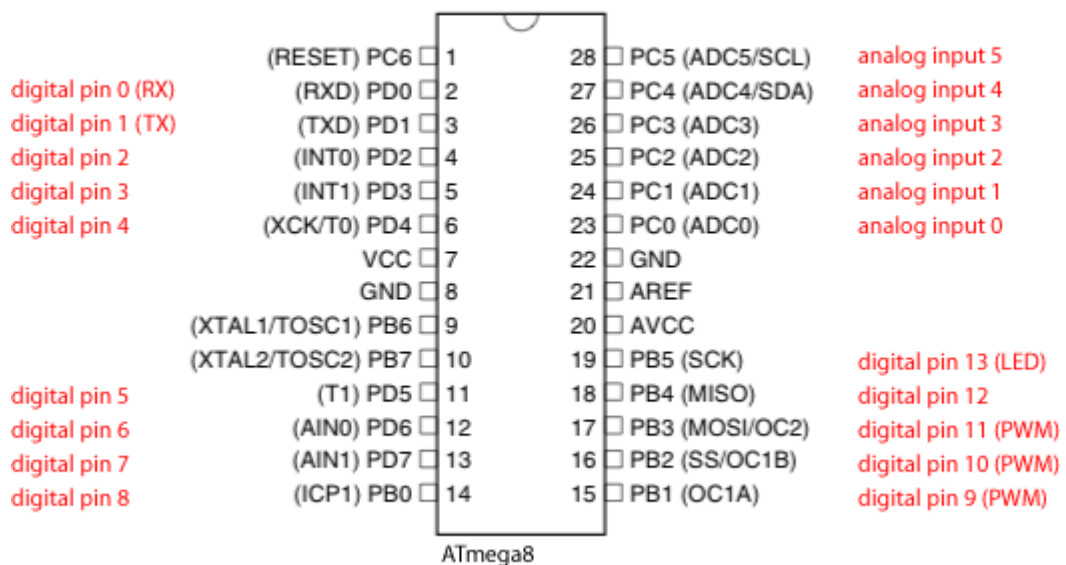 (RESET) PC6 1 28 PC5 (ADC5/SCL) analog input 5
digital pin 0 (RX) (RXD) PD0 2 27 PC4 (ADC4/SDA) analog input 4
digital pin 1 (TX) (TXD) PD1 3 26 PC3 (ADC3) analog input 3
digital pin 2 (INT0) PD2 4 25 PC2 (ADC2) analog input 2
digital pin 3 (INT1) PD3 5 24 PC1 (ADC1) analog input 1
digital pin 4 (XCK/T0) PD4 6 23 PC0 (ADC0) analog input 0
VCC 7 22 GND
GND 8 21 AREF
(XTAL1/TOSC1) PB6 9 20 AVCC
(XTAL2/TOSC2) PB7 10 19 PB5 (SCK) digital pin 13 (LED)
digital pin 5 (T1) PD5 11 18 PB4 (MISO) digital pin 12
digital pin 6 (AIN0) PD6 12 17 PB3 (MOSI/OC2) digital pin 11 (PWM)
digital pin 7 (AIN1) PD7 13 16 PB2 (SS/OC1B) digital pin 10 (PWM)
digital pin 8 (ICP1) PB0 14 15 PB1 (OC1A) digital pin 9 (PWM)
ATmega8